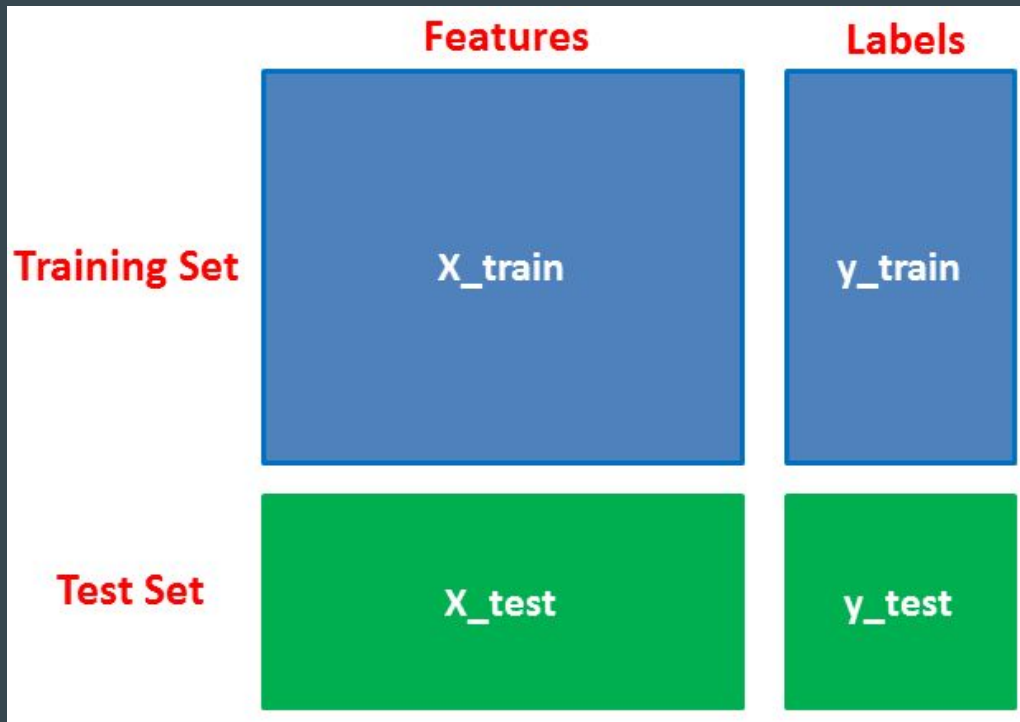 Features
Labels
Training Set
X_train
y_train
Test Set
X_test
y_test